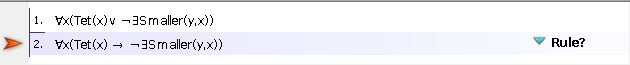 1. ∀x(Tet(x)∨ ¬∃Smaller(y,x))
2. ∀x(Tet(x) → ¬∃Smaller(y,x)) Rule?